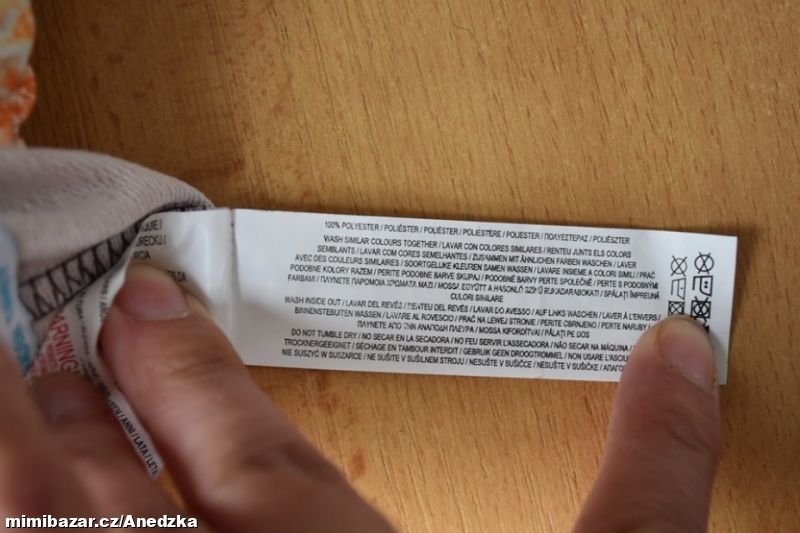 100% POLYESTER / POLIÉSTER / POLIÉSTER / POLIESTERE / POLIESTER / ΠΟΛΥΕΣΤΕΡΑΣ / POLIÉSZTER
WASH SIMILAR COLOURS TOGETHER / LAVAR CON COLORES SIMILARES / RENTEU JUNTS ELS COLORS
SEMBLANTS / LAVAR COM CORES SEMELHANTES / ZUSAMMEN MIT ÄHNLICHEN FARBEN WASCHEN / LAVER
AVEC DES COULEURS SIMILAIRES / SOORTGELIJKE KLEUREN SAMEN WASSEN / LAVARE INSIEME A COLORI SIMILI / PRAĆ
PODOBNE KOLORY RAZEM / PERITE PODOBNE BARVE SKUPAJ / PODOBNÉ BARVY PERTE SPOLEČNĚ / PERTE S PODOBNÝMI
FARBAMI / ΠΛΥΝΕΤΕ ΠΑΡΟΜΟΙΑ ΧΡΩΜΑΤΑ ΜΑΖΙ / MOSSA EGYÜTT A HASONLÓ SZÍNŰ RUHADARABOKAT / SPĂLAȚI ÎMPREUNĂ
CULORI SIMILARE
WASH INSIDE OUT / LAVAR DEL REVÉS / RENTEU DEL REVÉS / LAVAR DO AVESSO / AUF LINKS WASCHEN / LAVER À L'ENVERS /
BINNENSTEBUITEN WASSEN / LAVARE AL ROVESCIO / PRAĆ NA LEWEJ STRONIE / PERITE OBRNJENO / PERTE NARUBY /
ΠΛΥΝΕΤΕ ΑΠΟ ΤΗΝ ΑΝΑΠΟΔΗ ΠΛΕΥΡΑ / MOSSA KIFORDÍTVA / SPĂLAȚI PE DOS
DO NOT TUMBLE DRY / NO SECAR EN LA SECADORA / NO FEU SERVIR L'ASSECADORA / NÃO SECAR NA MÁQUINA /
TROCKNERGEEIGNET / SÉCHAGE EN TAMBOUR INTERDIT / GEBRUIK GEEN DROOGTROMMEL / NON USARE
NIE SUSZYĆ W SUSZARCE / NE SUŠITE V SUŠILNEM STROJU / NESUŠTE V SUŠIČCE / NESUŠTE V SUŠIČKE
WARNING
ANNI / LATA / LETA
mimibazar.cz/Anedzka